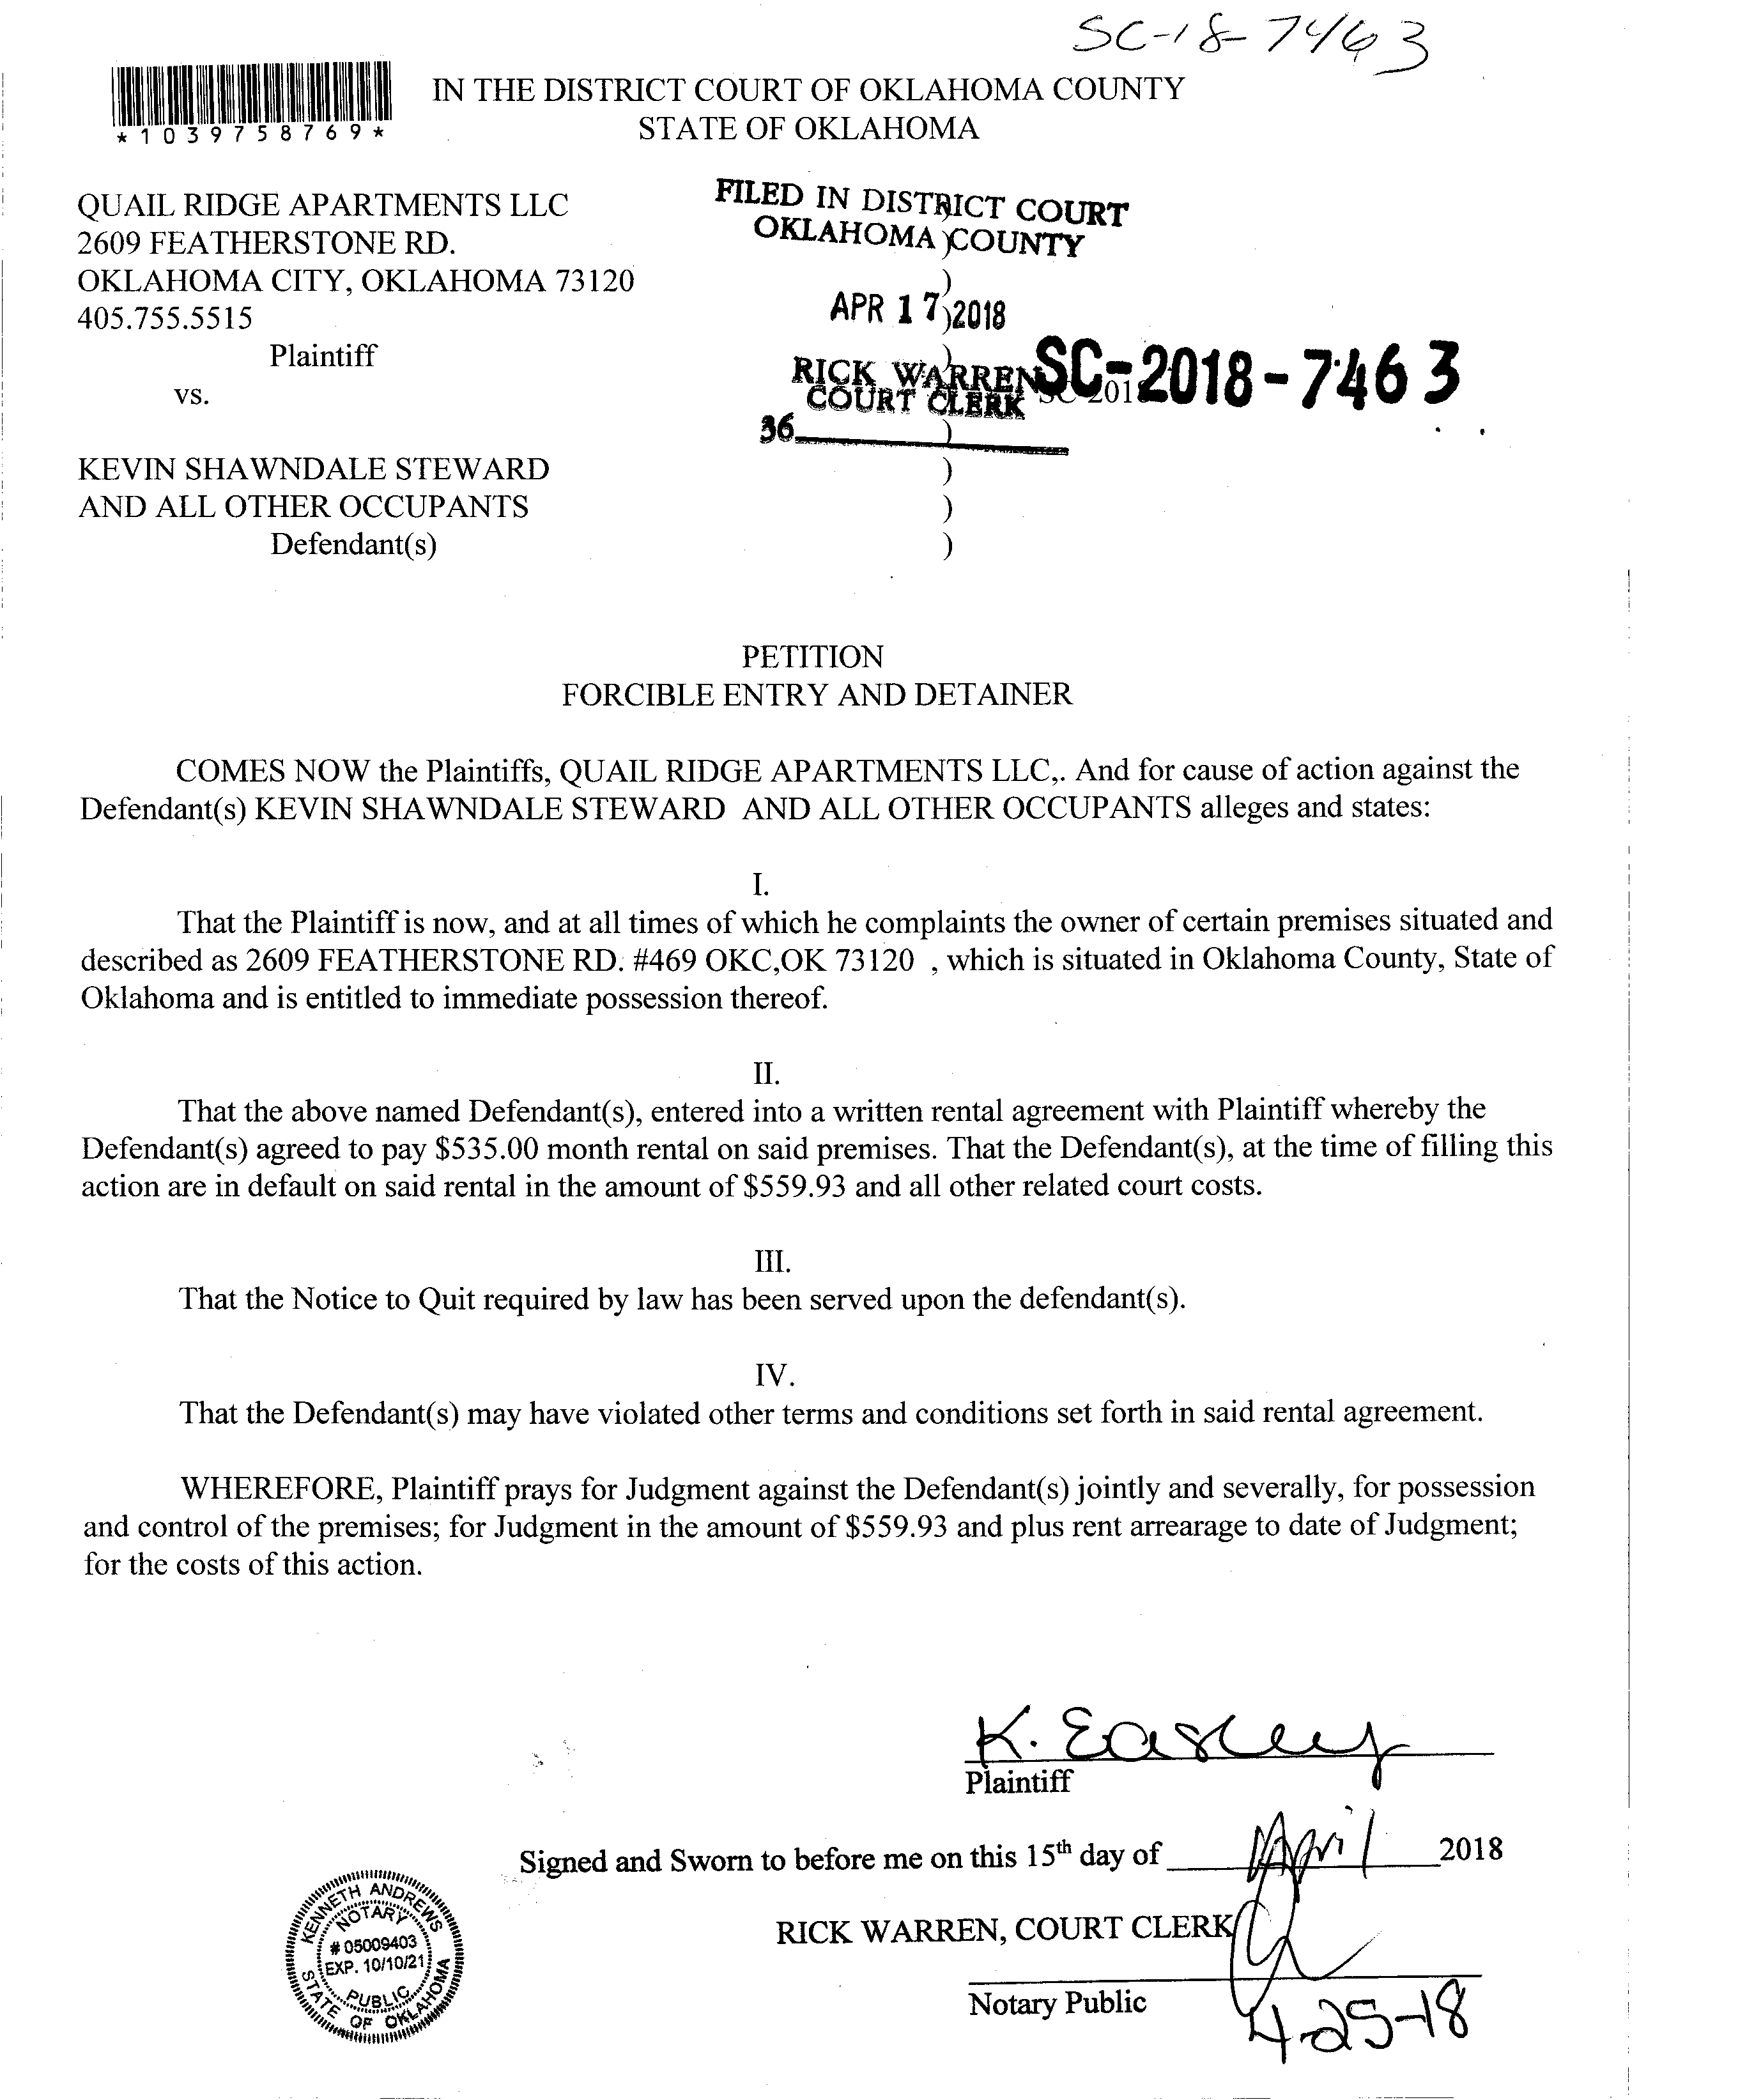 SC-18-7463
*1039758769*
IN THE DISTRICT COURT OF OKLAHOMA COUNTY
STATE OF OKLAHOMA
QUAIL RIDGE APARTMENTS LLC
2609 FEATHERSTONE RD.
OKLAHOMA CITY, OKLAHOMA 73120
405.755.5515
Plaintiff
vs.
KEVIN SHAWNDALE STEWARD
AND ALL OTHER OCCUPANTS
Defendant(s)
FILED IN DISTRICT COURT
OKLAHOMA )COUNTY
)
APR 17 )2018
)
RICK WARREN
COURT CLERK
SC-2018-7463
36 )
)
)
)
PETITION
FORCIBLE ENTRY AND DETAINER
COMES NOW the Plaintiffs, QUAIL RIDGE APARTMENTS LLC,. And for cause of action against the
Defendant(s) KEVIN SHAWNDALE STEWARD AND ALL OTHER OCCUPANTS alleges and states:
I.
That the Plaintiff is now, and at all times of which he complaints the owner of certain premises situated and
described as 2609 FEATHERSTONE RD. #469 OKC,OK 73120 , which is situated in Oklahoma County, State of
Oklahoma and is entitled to immediate possession thereof.
II.
That the above named Defendant(s), entered into a written rental agreement with Plaintiff whereby the
Defendant(s) agreed to pay $535.00 month rental on said premises. That the Defendant(s), at the time of filling this
action are in default on said rental in the amount of $559.93 and all other related court costs.
III.
That the Notice to Quit required by law has been served upon the defendant(s).
IV.
That the Defendant(s) may have violated other terms and conditions set forth in said rental agreement.
WHEREFORE, Plaintiff prays for Judgment against the Defendant(s) jointly and severally, for possession
and control of the premises; for Judgment in the amount of $559.93 and plus rent arrearage to date of Judgment;
for the costs of this action.
K. Easley
Plaintiff
Signed and Sworn to before me on this 15th day of April 2018
RICK WARREN, COURT CLERK
Notary Public
4-25-18
KENNETH ANDREWS
NOTARY
# 05009403
EXP. 10/10/21
PUBLIC
STATE OF OKLAHOMA